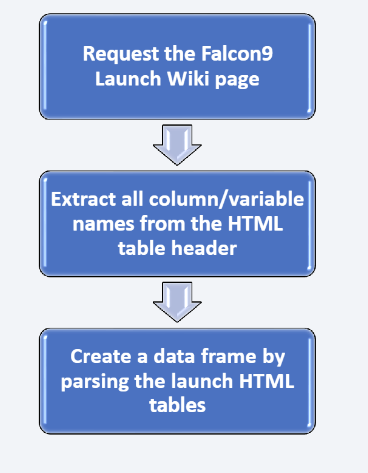 Request the Falcon9
Launch Wiki page
Extract all column/variable
names from the HTML
table header
Create a data frame by
parsing the launch HTML
tables